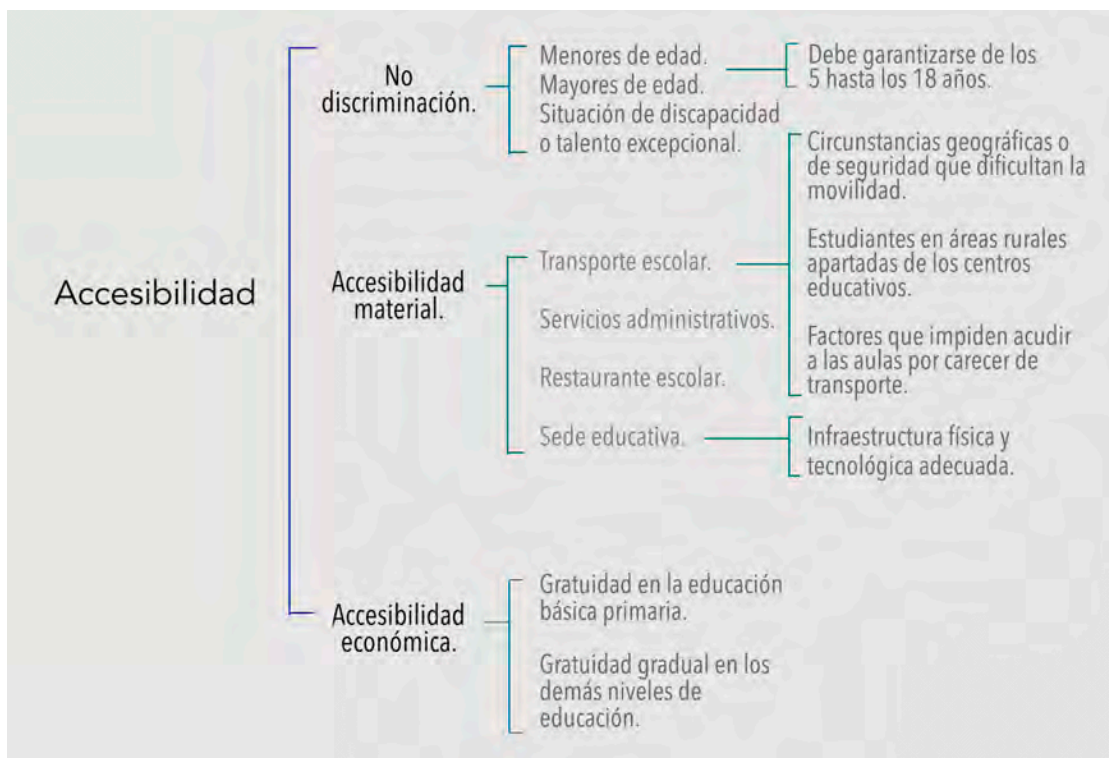 Accesibilidad
No
discriminación.
Menores de edad.
Mayores de edad.
Situación de discapacidad
o talento excepcional.
Debe garantizarse de los
5 hasta los 18 años.
Accesibilidad
material.
Transporte escolar.
Circunstancias geográficas o
de seguridad que dificultan la
movilidad.
Estudiantes en áreas rurales
apartadas de los centros
educativos.
Factores que impiden acudir
a las aulas por carecer de
transporte.
Servicios administrativos.
Restaurante escolar.
Sede educativa.
Infraestructura física y
tecnológica adecuada.
Accesibilidad
económica.
Gratuidad en la educación
básica primaria.
Gratuidad gradual en los
demás niveles de
educación.